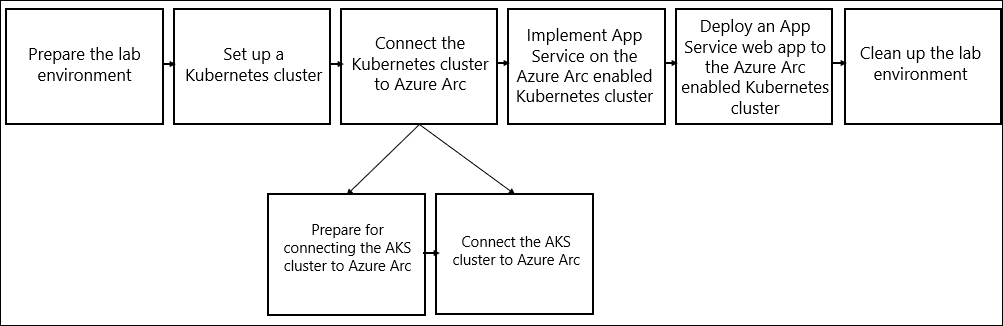 Prepare the lab
environment
Set up a
Kubernetes cluster
Connect the
Kubernetes cluster
to Azure Arc
Implement App
Service on the
Azure Arc enabled
Kubernetes cluster
Deploy an App
Service web app to
the Azure Arc
enabled Kubernetes
cluster
Clean up the lab
environment
Prepare for
connecting the AKS
cluster to Azure Arc
Connect the AKS
cluster to Azure Arc